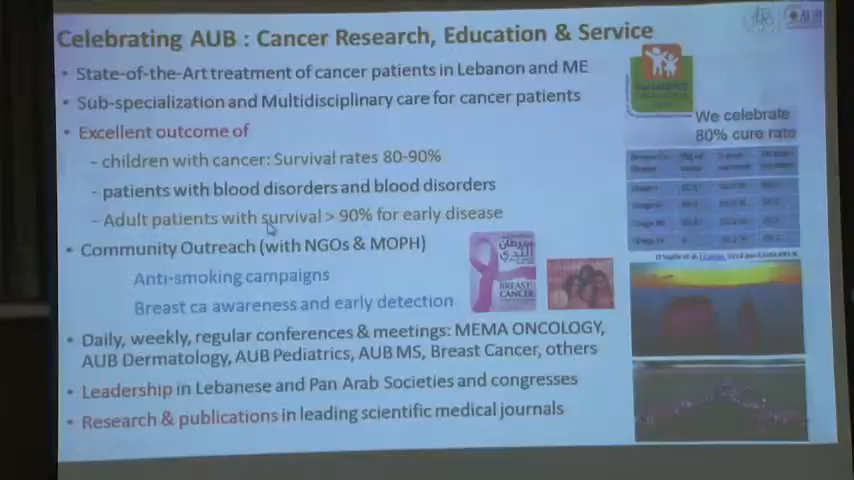 Celebrating AUB : Cancer Research, Education & Service
AUB
• State-of-the-Art treatment of cancer patients in Lebanon and ME
• Sub-specialization and Multidisciplinary care for cancer patients
• Excellent outcome of
- children with cancer: Survival rates 80-90%
- patients with blood disorders and blood disorders
- Adult patients with survival > 90% for early disease
We celebrate
80% cure rate
• Community Outreach (with NGOs & MOPH)
Anti-smoking campaigns
Breast ca awareness and early detection
سرطان
الثدي
BREAST
CANCER
• Daily, weekly, regular conferences & meetings: MEMA ONCOLOGY,
AUB Dermatology, AUB Pediatrics, AUB MS, Breast Cancer, others
• Leadership in Lebanese and Pan Arab Societies and congresses
• Research & publications in leading scientific medical journals